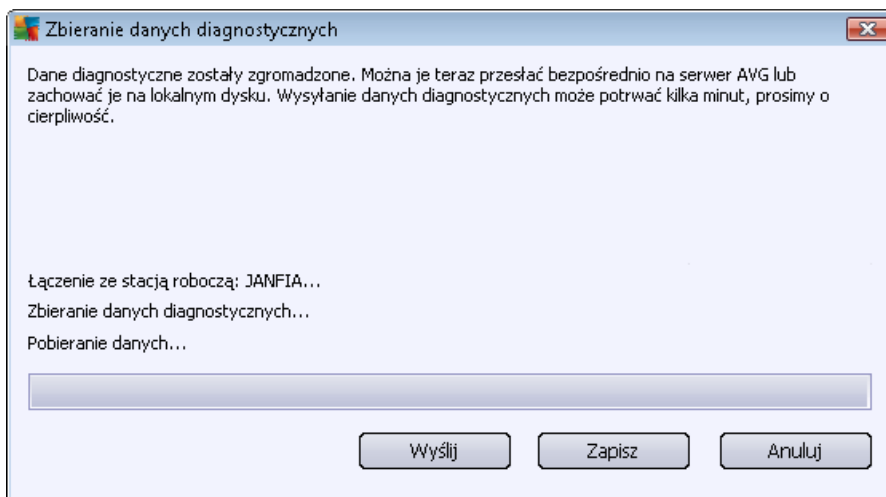 Zbieranie danych diagnostycznych
Dane diagnostyczne zostały zgromadzone. Można je teraz przesłać bezpośrednio na serwer AVG lub
zachować je na lokalnym dysku. Wysyłanie danych diagnostycznych może potrwać kilka minut, prosimy o
cierpliwość.
Łączenie ze stacją roboczą: JANFIA...
Zbieranie danych diagnostycznych...
Pobieranie danych...
Wyślij Zapisz Anuluj